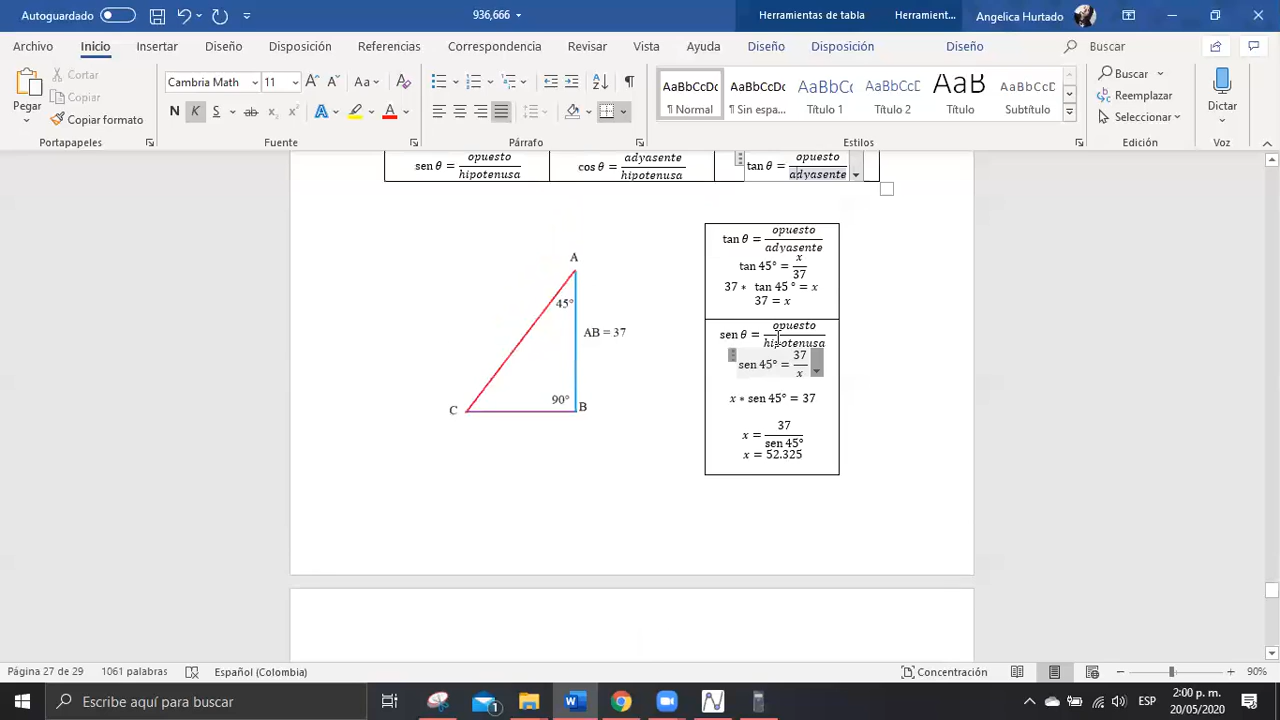 Autoguardado
936,666
Herramientas de tabla
Herramient...
Angelica Hurtado
Archivo Inicio Insertar Diseño Disposición Referencias Correspondencia Revisar Vista Ayuda Diseño Disposición Diseño Buscar
Pegar
Cortar
Copiar
Copiar formato
Portapapeles
Cambria Math 11
N K S ab x₂ x²
Fuente
Párrafo
AaBbCcDc
¶ Normal
AaBbCcDc
¶ Sin espa...
AaBbCc
Título 1
AaBbCcD
Título 2
AaB
Título
AaBbCcD
Subtítulo
Estilos
Buscar
Reemplazar
Seleccionar
Edición
Dictar
Voz
sen θ = opuesto/hipotenusa
cos θ = adyasente/hipotenusa
tan θ = opuesto/adyasente
A
45°
AB = 37
90°
B
C
tan θ = opuesto/adyasente
tan 45° = x/37
37 * tan 45° = x
37 = x
sen θ = opuesto/hipotenusa
sen 45° = 37/x
x * sen 45° = 37
x = 37/sen 45°
x = 52.325
Página 27 de 29 1061 palabras Español (Colombia) Concentración 90%
Escribe aquí para buscar
1
ESP
2:00 p. m.
20/05/2020